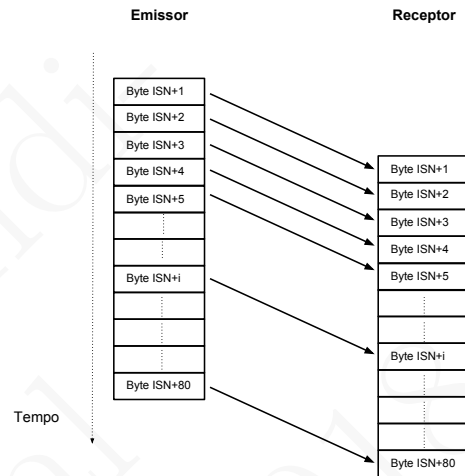 Emissor
Receptor
Byte ISN+1
Byte ISN+2
Byte ISN+3
Byte ISN+4
Byte ISN+5
Byte ISN+i
Byte ISN+80
Byte ISN+1
Byte ISN+2
Byte ISN+3
Byte ISN+4
Byte ISN+5
Byte ISN+i
Byte ISN+80
Tempo